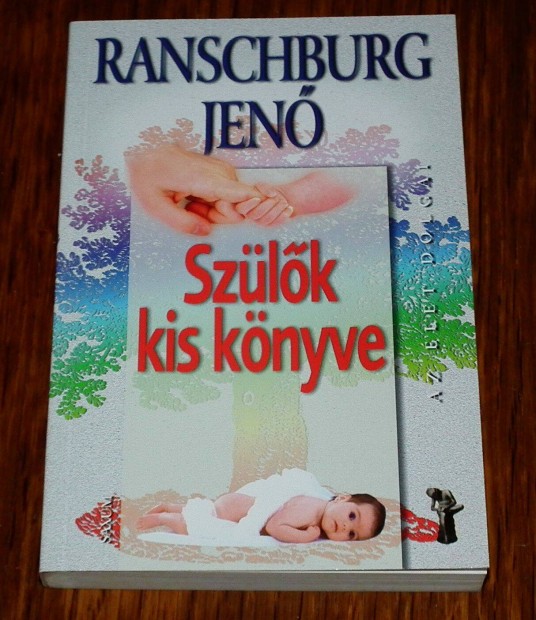 RANSCHBURG
JENŐ
Szülők
kis könyve
AZ ÉLET DOLGAI
SAXUM